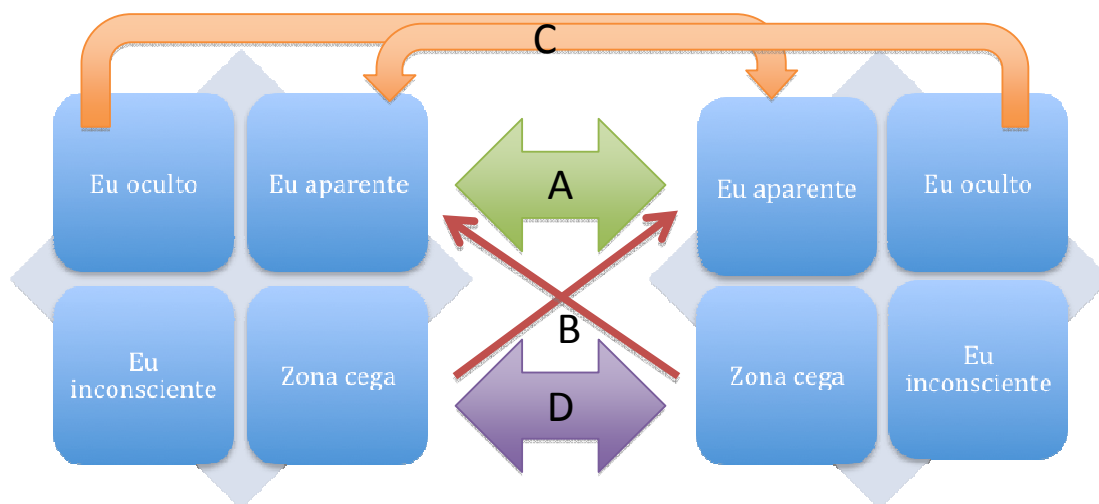 C
Eu oculto
Eu aparente
A
Eu aparente
Eu oculto
B
Eu
inconsciente
Zona cega
D
Zona cega
Eu
inconsciente